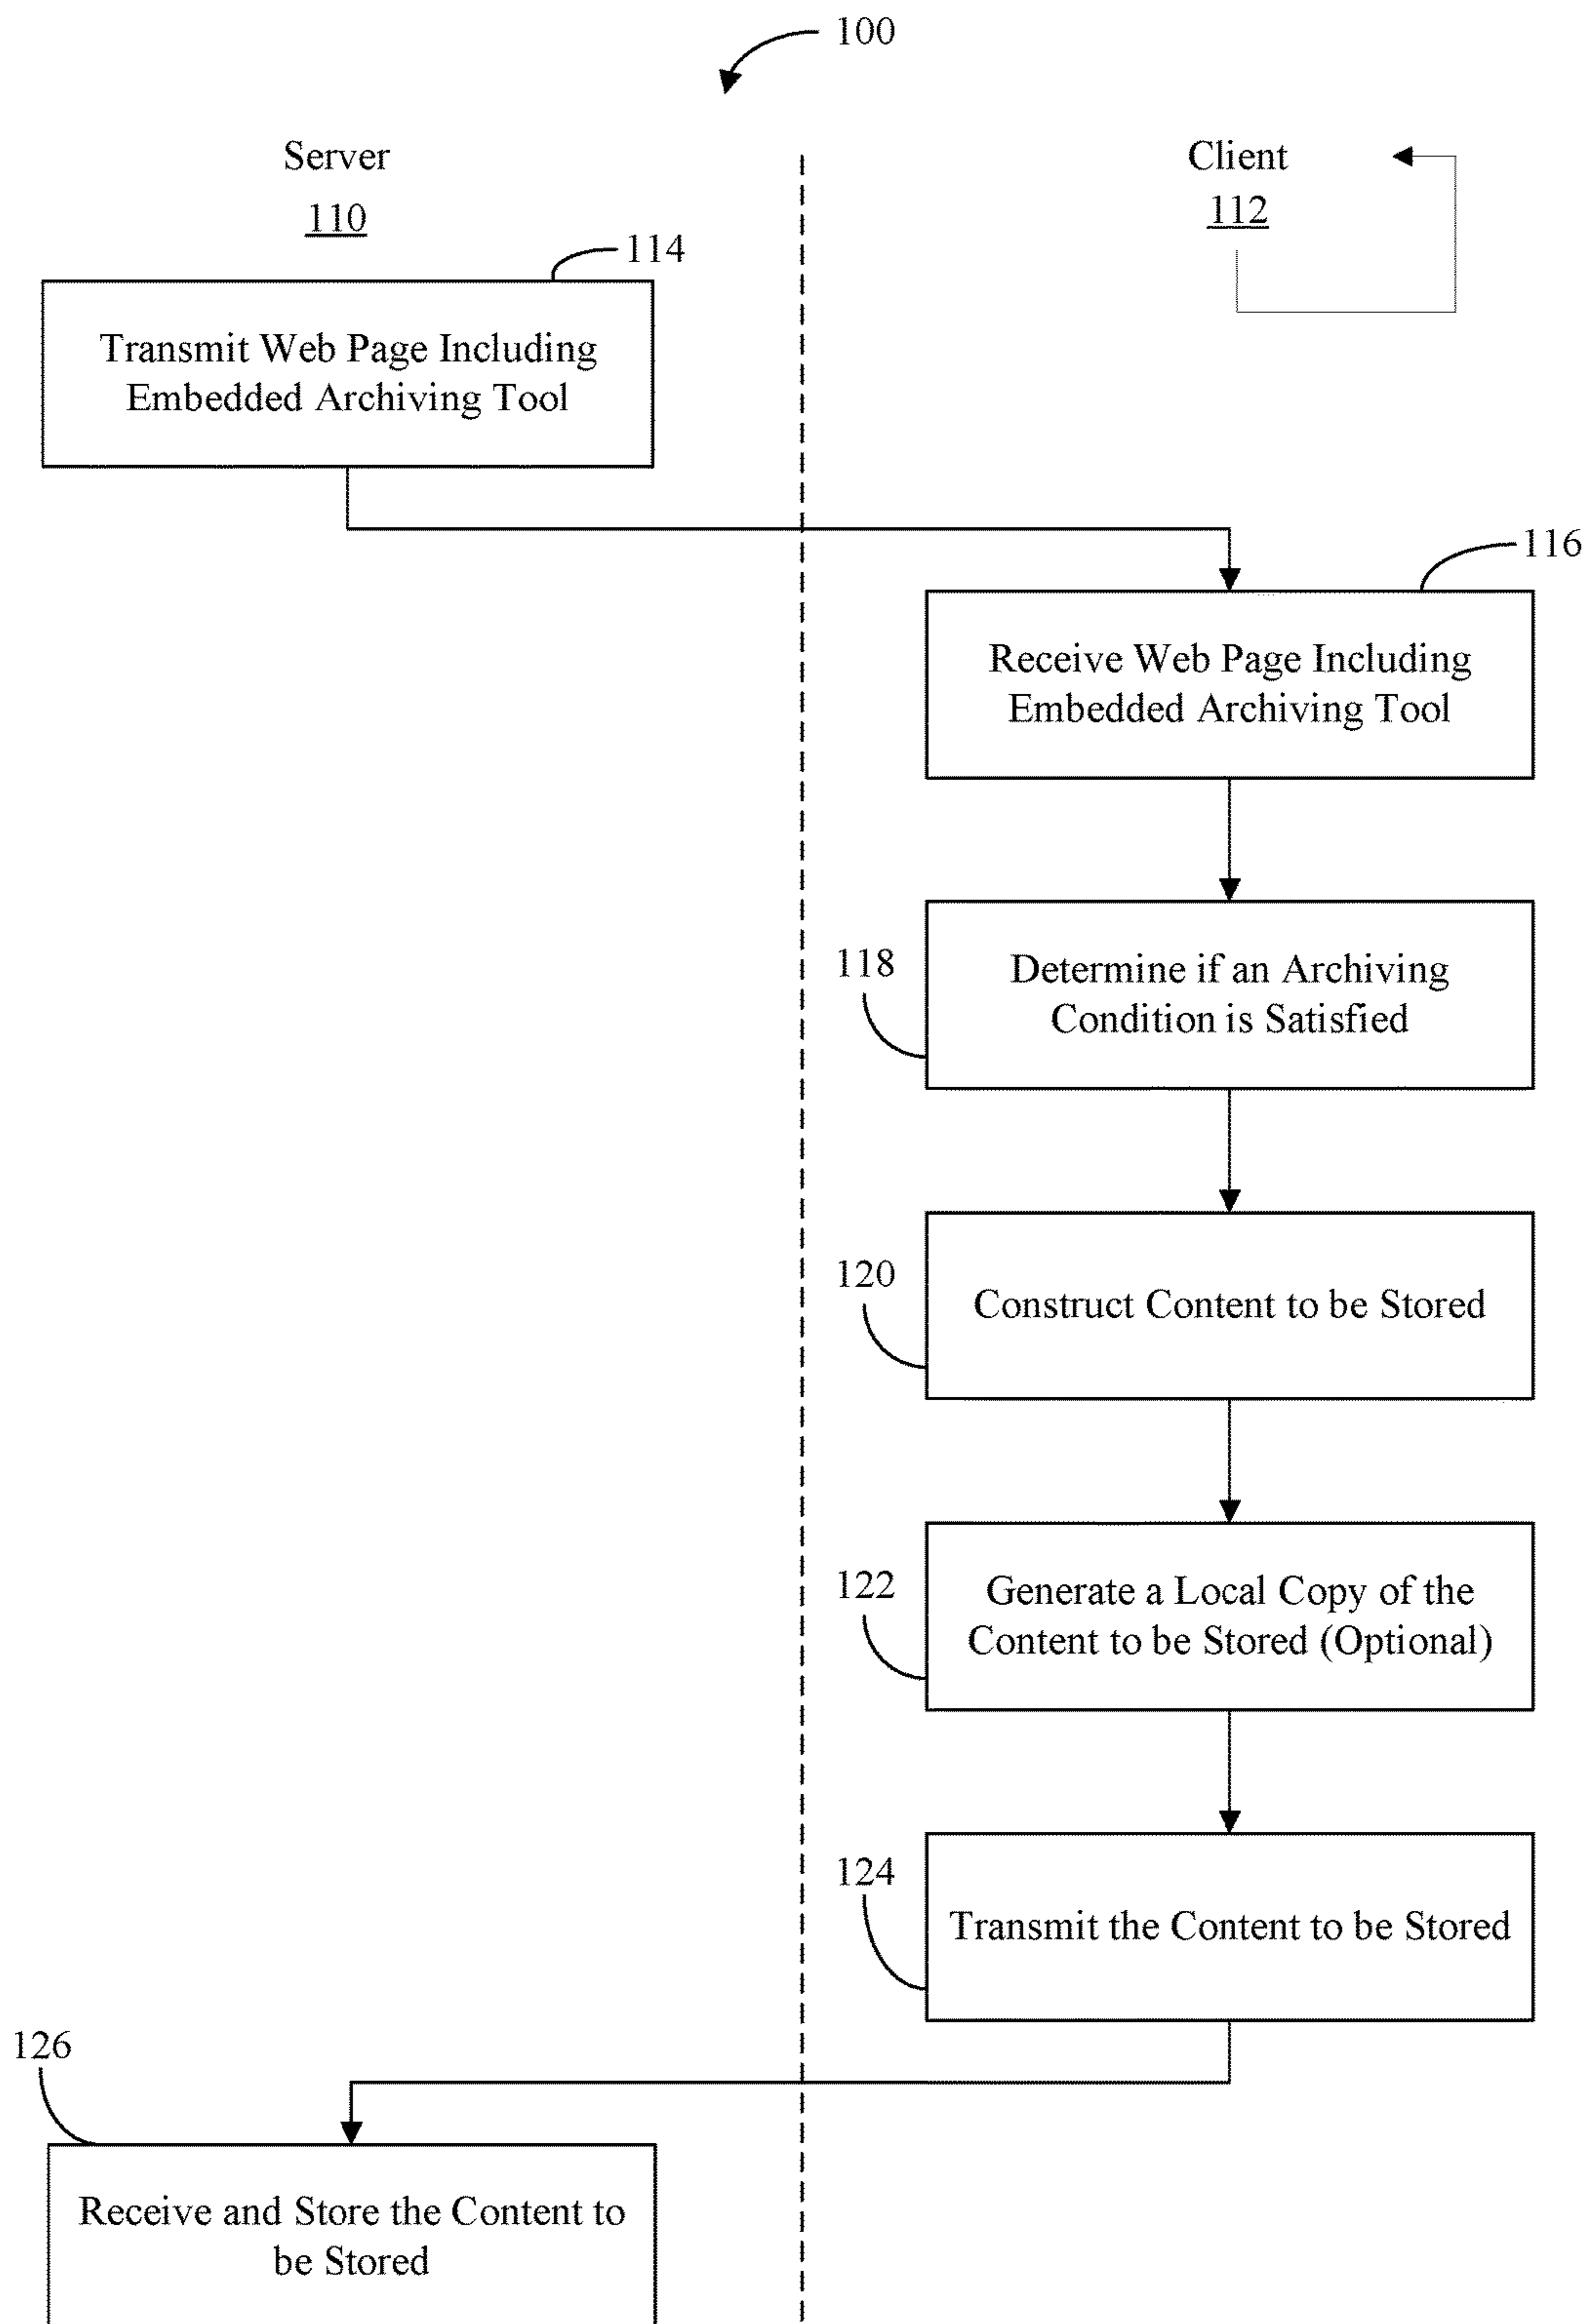 100
Server
110
Client
112
114
Transmit Web Page Including
Embedded Archiving Tool
116
Receive Web Page Including
Embedded Archiving Tool
118
Determine if an Archiving
Condition is Satisfied
120
Construct Content to be Stored
122
Generate a Local Copy of the
Content to be Stored (Optional)
124
Transmit the Content to be Stored
126
Receive and Store the Content to
be Stored